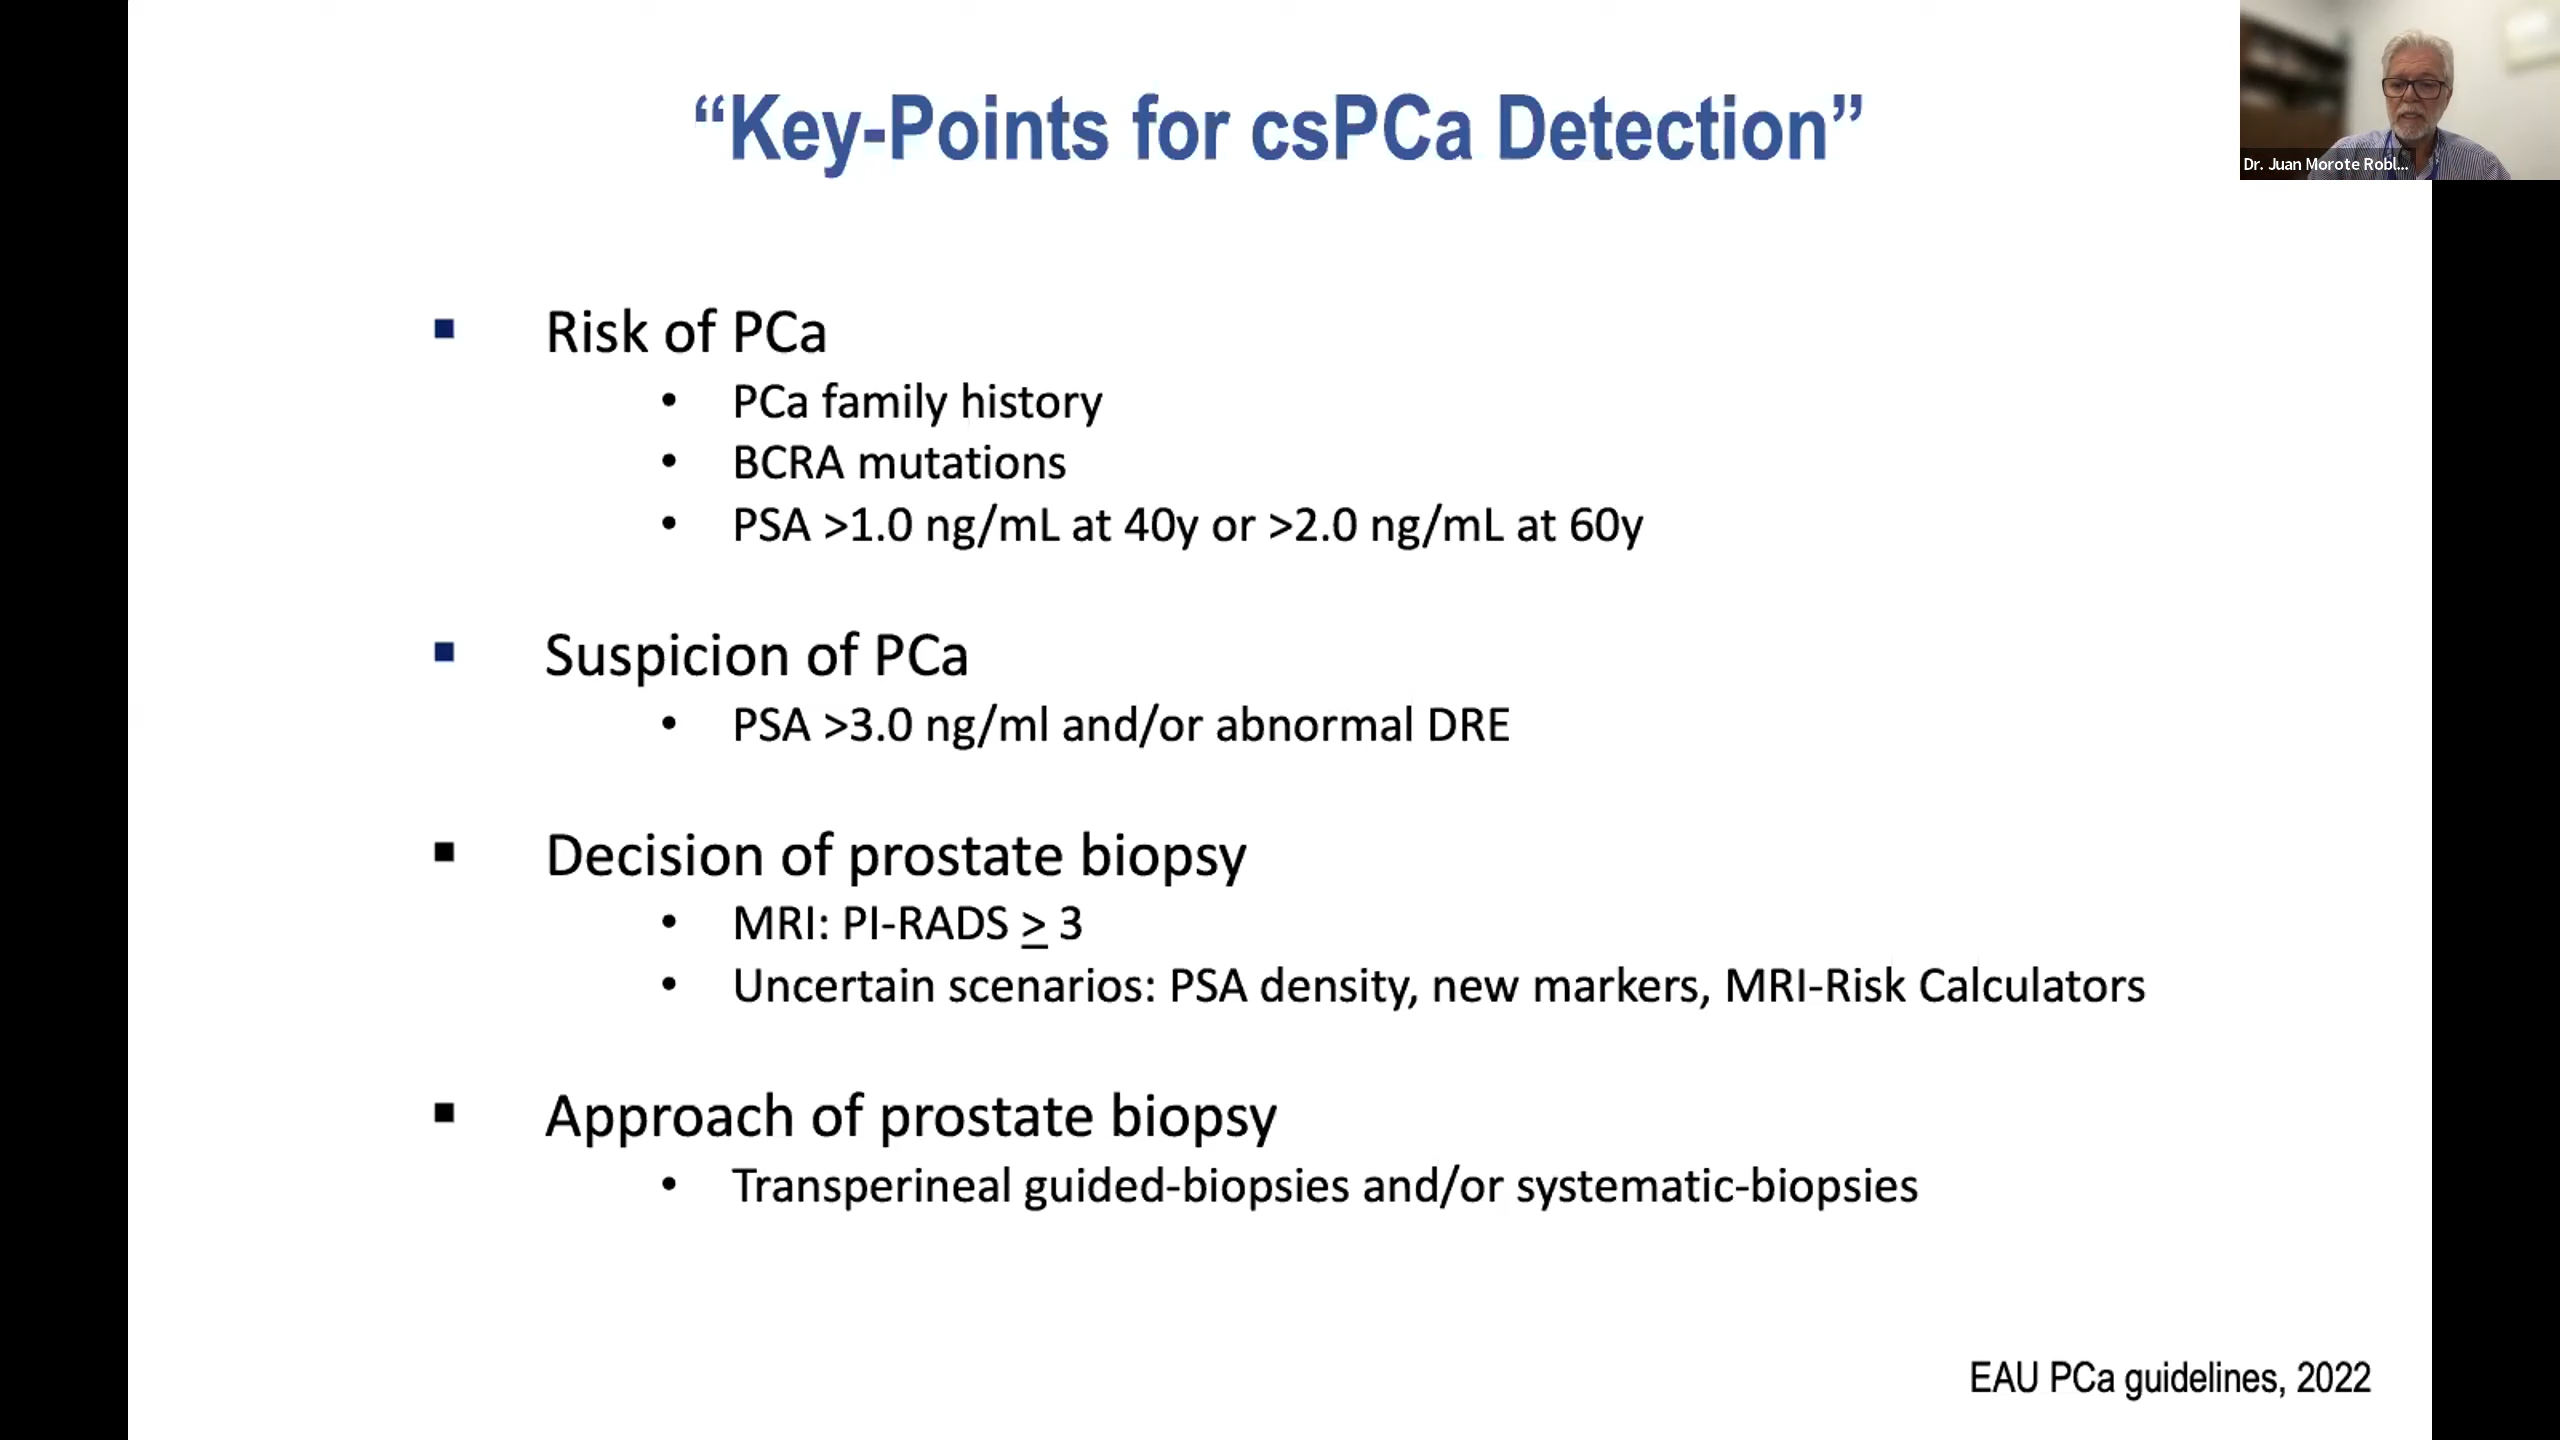 “Key-Points for csPCa Detection”
Dr. Juan Morote Robl...
▪ Risk of PCa
• PCa family history
• BCRA mutations
• PSA >1.0 ng/mL at 40y or >2.0 ng/mL at 60y
▪ Suspicion of PCa
• PSA >3.0 ng/ml and/or abnormal DRE
▪ Decision of prostate biopsy
• MRI: PI-RADS ≥ 3
• Uncertain scenarios: PSA density, new markers, MRI-Risk Calculators
▪ Approach of prostate biopsy
• Transperineal guided-biopsies and/or systematic-biopsies
EAU PCa guidelines, 2022